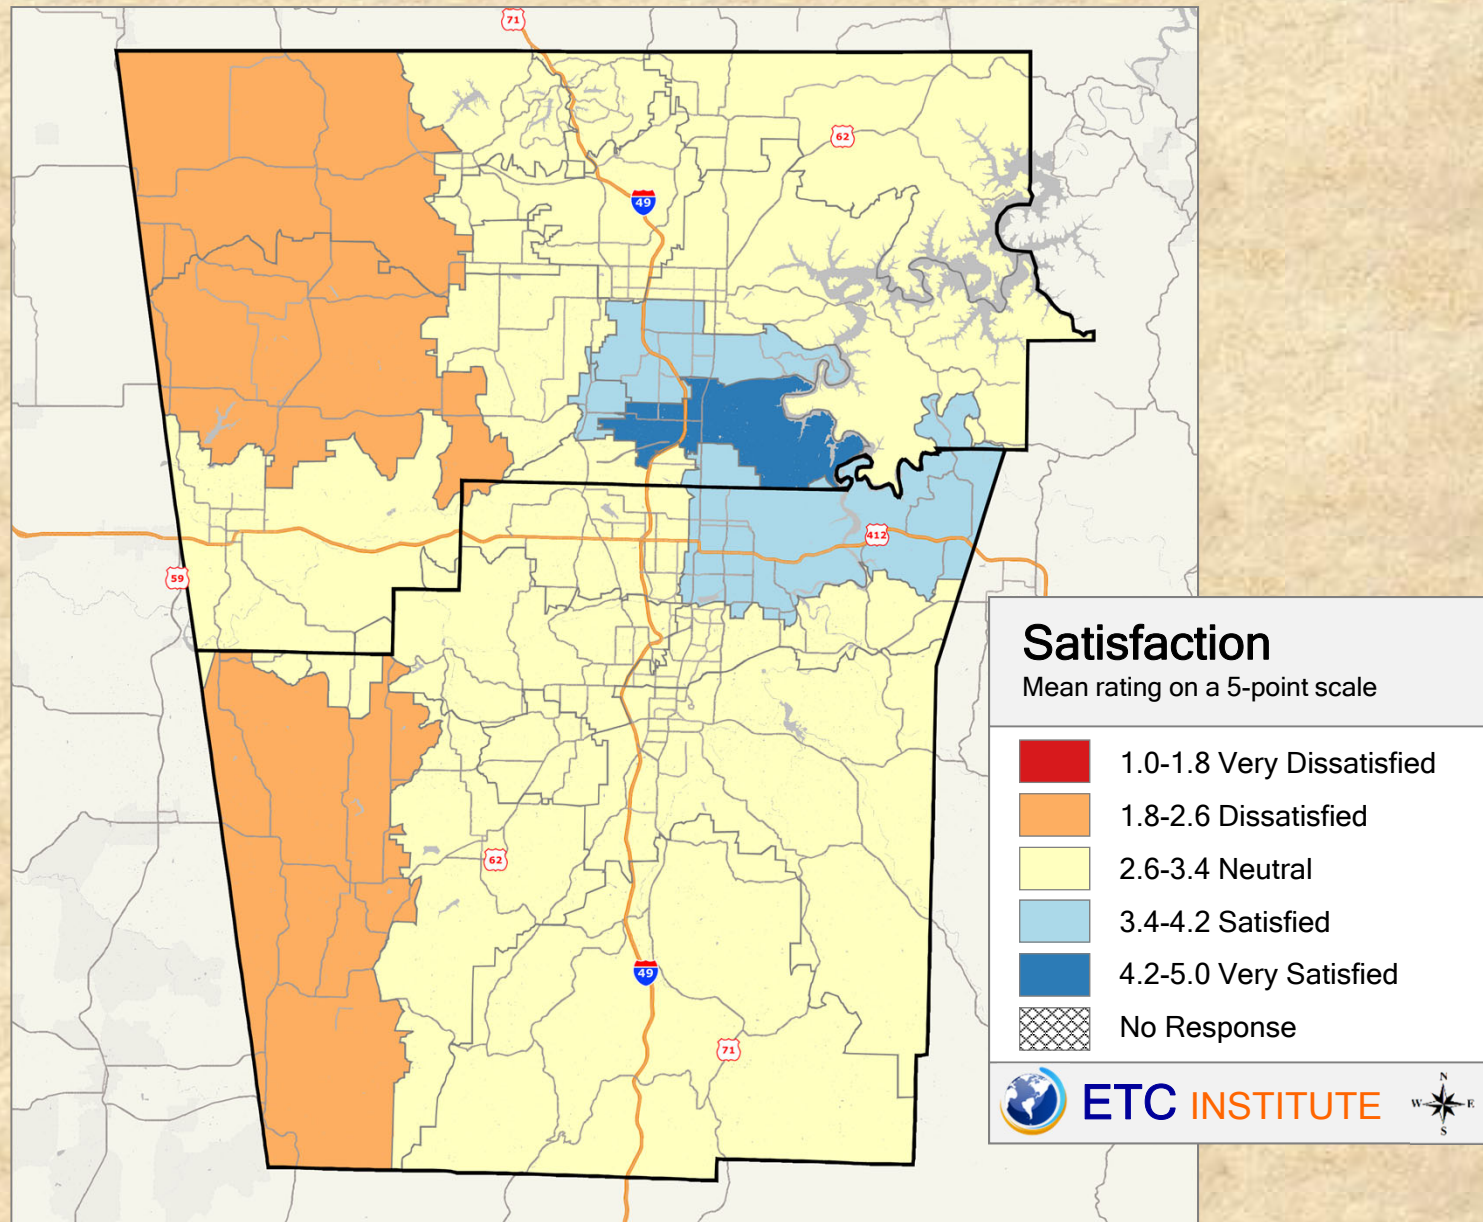 71
62
49
412
59
62
49
71
Satisfaction
Mean rating on a 5-point scale
1.0-1.8 Very Dissatisfied
1.8-2.6 Dissatisfied
2.6-3.4 Neutral
3.4-4.2 Satisfied
4.2-5.0 Very Satisfied
No Response
ETC INSTITUTE
N
W E
S